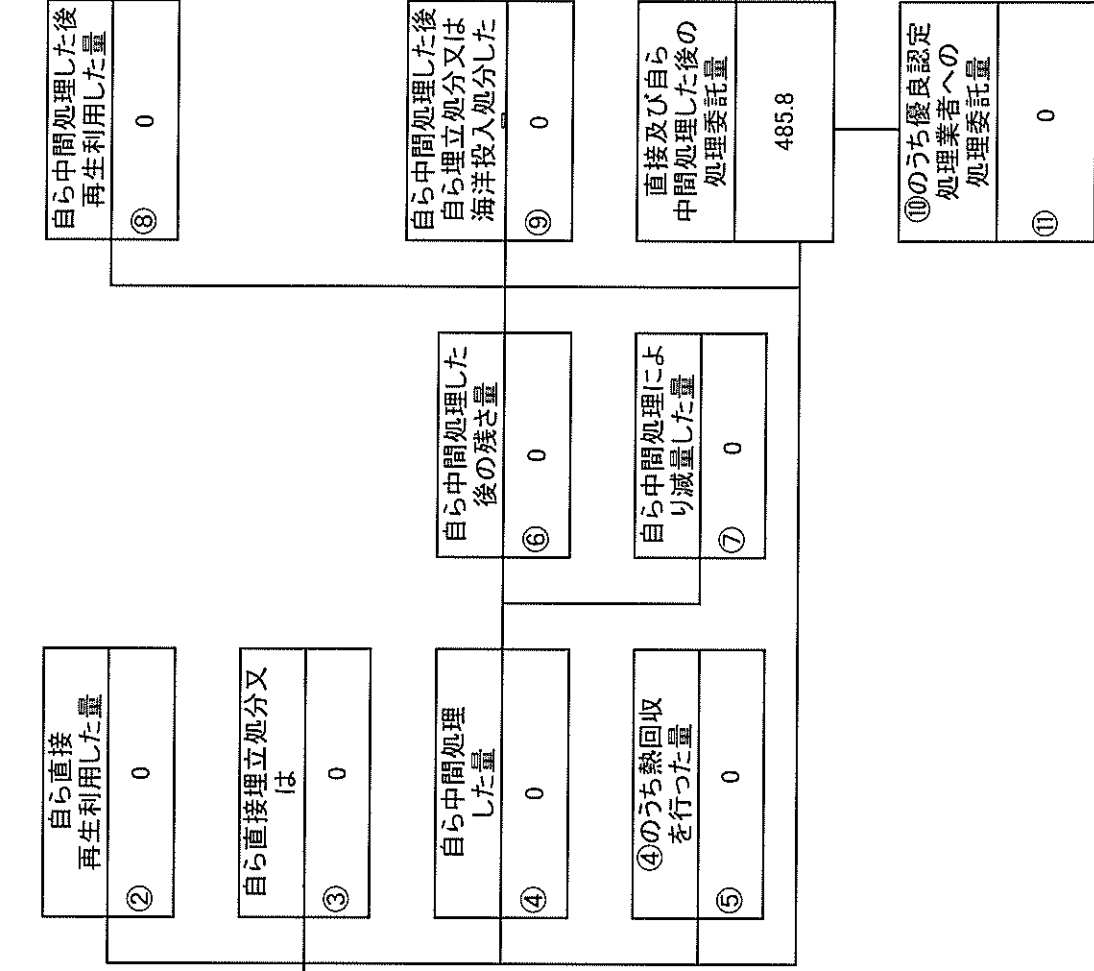 自ら直接
再生利用した量
②
0
自ら直接埋立処分又
は
③
0
自ら中間処理
した量
④
0
④のうち熱回収
を行った量
⑤
0
自ら中間処理した
後の残さ量
⑥
0
自ら中間処理によ
り減量した量
⑦
0
自ら中間処理した後
再生利用した量
⑧
0
自ら中間処理した後
自ら埋立処分又は
海洋投入処分した
⑨
0
直接及び自ら
中間処理した後の
処理委託量
485.8
⑩のうち優良認定
処理業者への
処理委託量
⑪
0